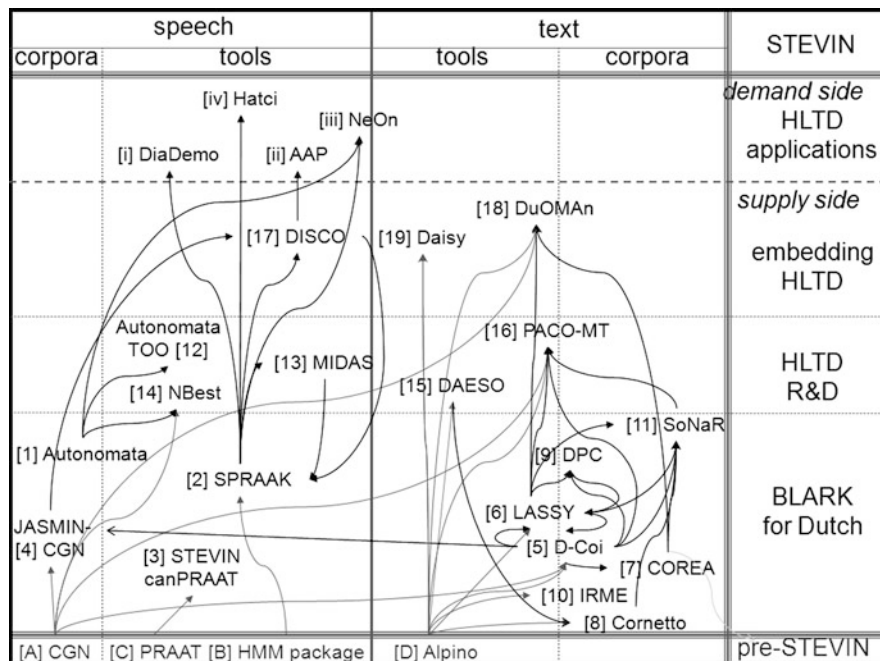 speech text STEVIN
corpora tools tools corpora
demand side
HLTD
applications
[iv] Hatci
[iii] NeOn
[i] DiaDemo
[ii] AAP
supply side
[18] DuOMAn
[17] DISCO
[19] Daisy
embedding
HLTD
Autonomata
TOO [12]
[16] PACO-MT
[13] MIDAS
HLTD
R&D
[14] NBest
[15] DAESO
[11] SoNaR
[1] Autonomata
[9] DPC
[2] SPRAAK
BLARK
for Dutch
[6] LASSY
JASMIN-
[4] CGN
[3] STEVIN
canPRAAT
[5] D-Coi
[7] COREA
[10] IRME
[8] Cornetto
[A] CGN [C] PRAAT [B] HMM package [D] Alpino pre-STEVIN